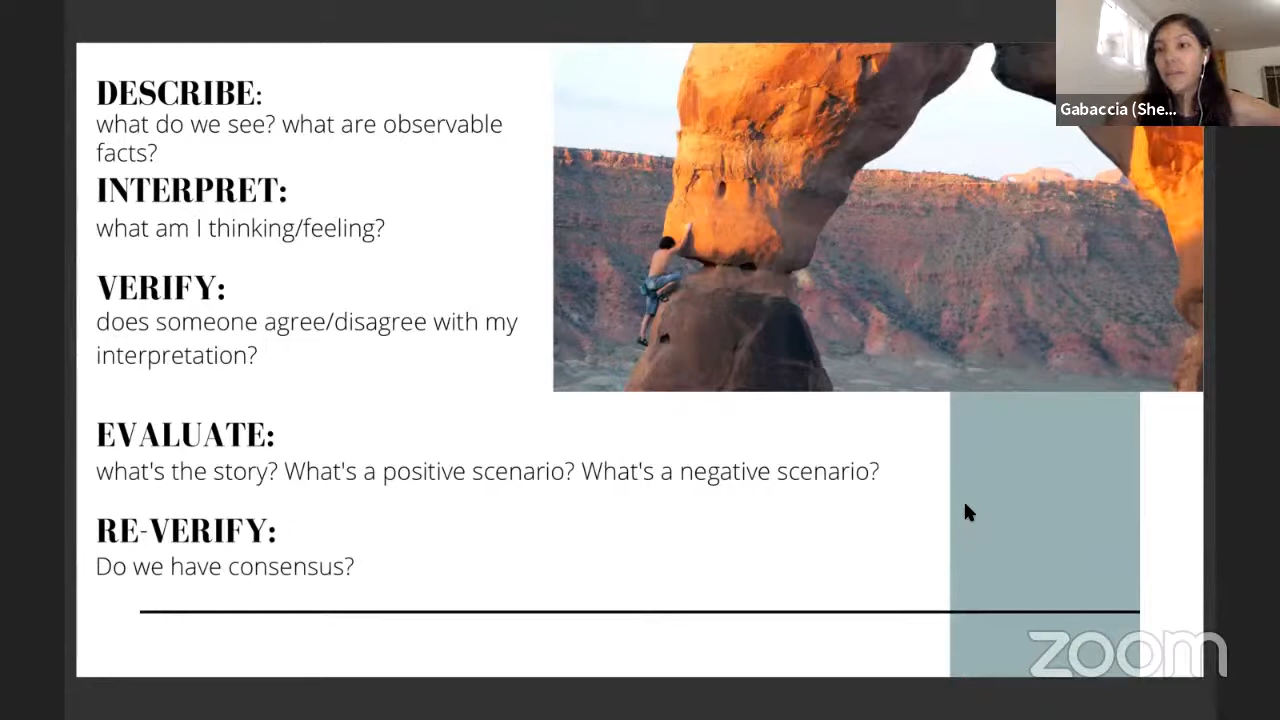 DESCRIBE:
what do we see? what are observable
facts?
INTERPRET:
what am I thinking/feeling?
VERIFY:
does someone agree/disagree with my
interpretation?
EVALUATE:
what's the story? What's a positive scenario? What's a negative scenario?
RE-VERIFY:
Do we have consensus?
Gabaccia (She...
zoom